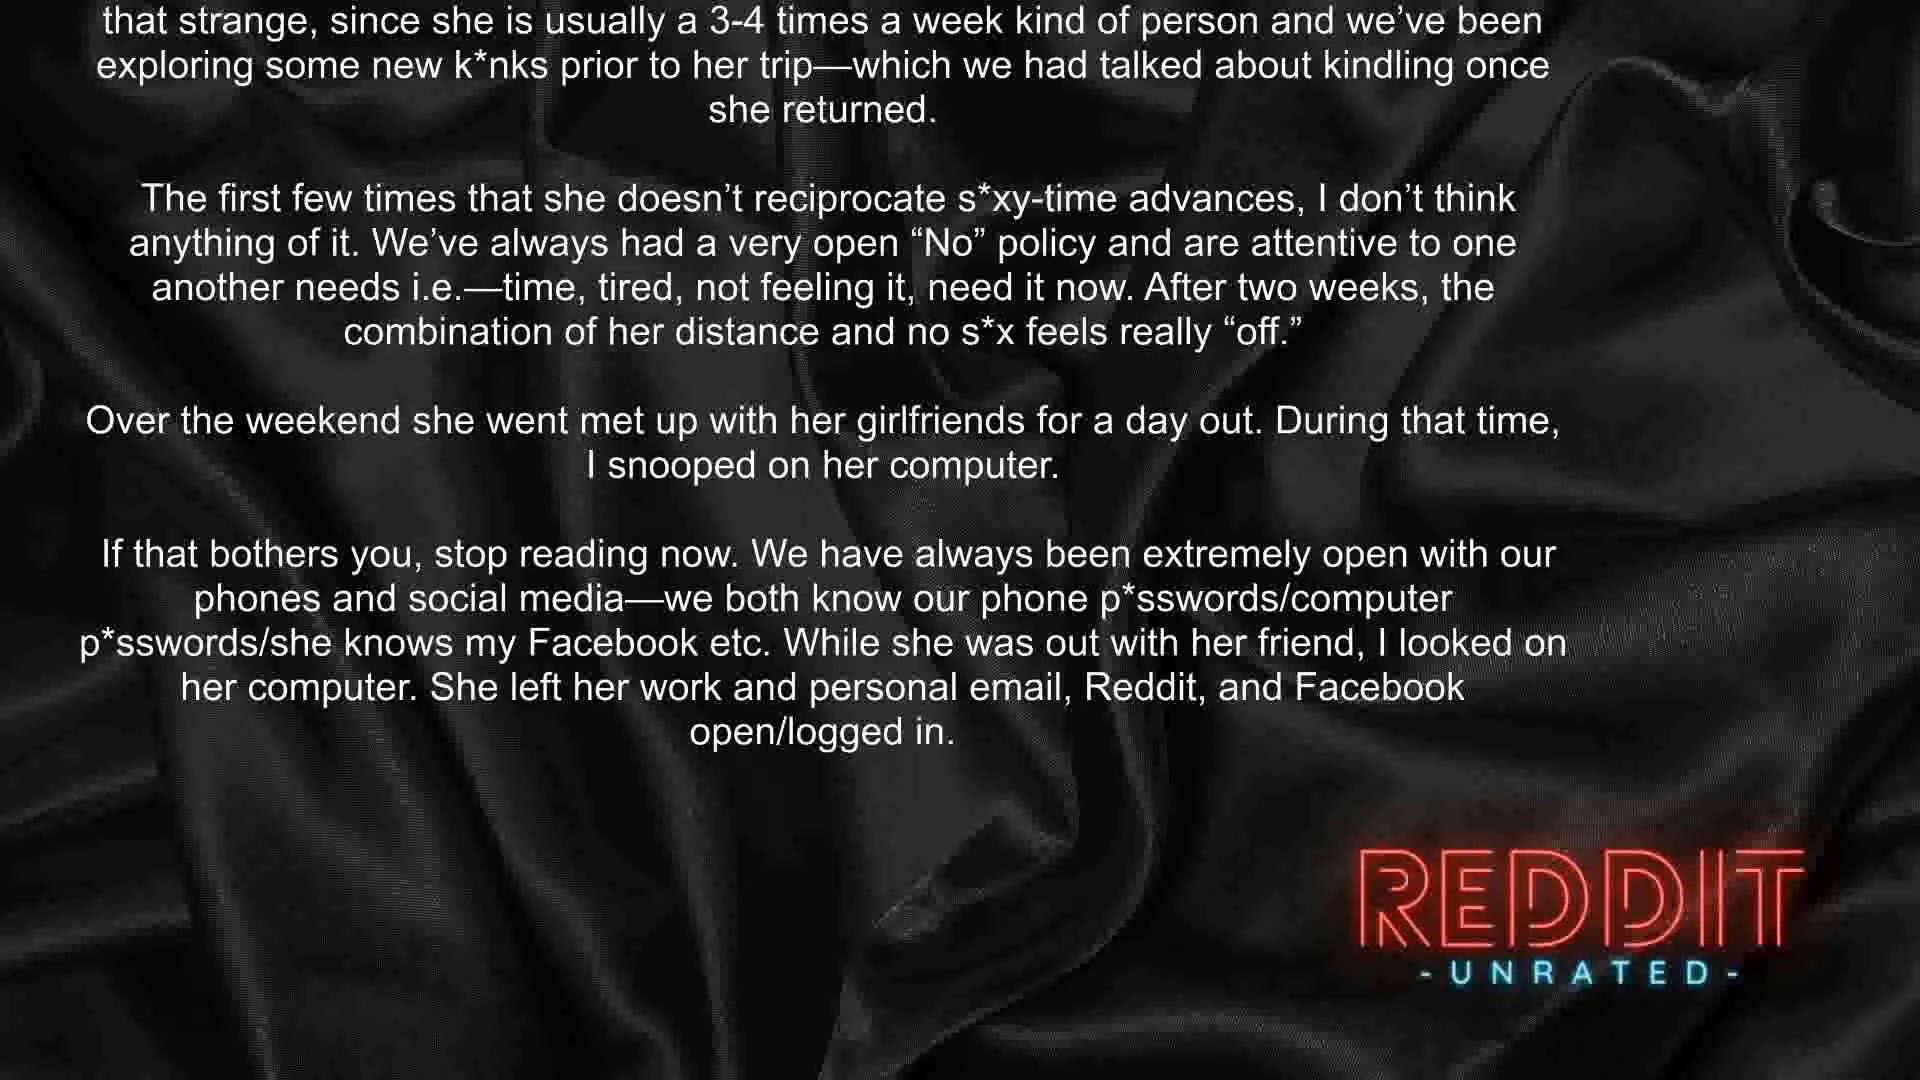 that strange, since she is usually a 3-4 times a week kind of person and we’ve been
exploring some new k*nks prior to her trip—which we had talked about kindling once
she returned.
The first few times that she doesn’t reciprocate s*xy-time advances, I don’t think
anything of it. We’ve always had a very open “No” policy and are attentive to one
another needs i.e.—time, tired, not feeling it, need it now. After two weeks, the
combination of her distance and no s*x feels really “off.”
Over the weekend she went met up with her girlfriends for a day out. During that time,
I snooped on her computer.
If that bothers you, stop reading now. We have always been extremely open with our
phones and social media—we both know our phone p*sswords/computer
p*sswords/she knows my Facebook etc. While she was out with her friend, I looked on
her computer. She left her work and personal email, Reddit, and Facebook
open/logged in.
REDDIT
-UNRATED-